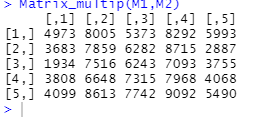 > Matrix_multip(M1,M2)
[,1] [,2] [,3] [,4] [,5]
[1,] 4973 8005 5373 8292 5993
[2,] 3683 7859 6282 8715 2887
[3,] 1934 7516 6243 7093 3755
[4,] 3808 6648 7315 7968 4068
[5,] 4099 8613 7742 9092 5490
>